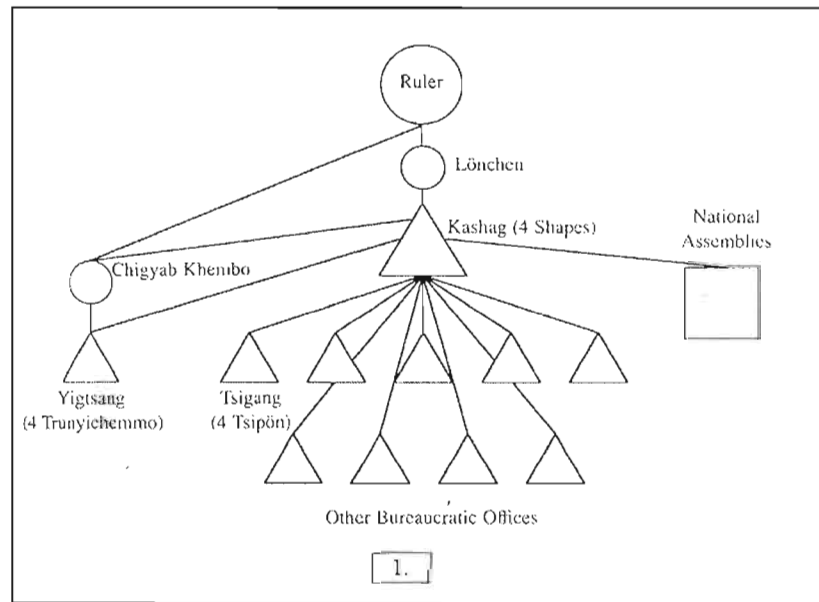 Ruler
Lönchen
Kashag (4 Shapes)
National
Assemblies
Chigyab Khembo
Yigtsang
(4 Trunyichemmo)
Tsigang
(4 Tsipön)
Other Bureaucratic Offices
1.